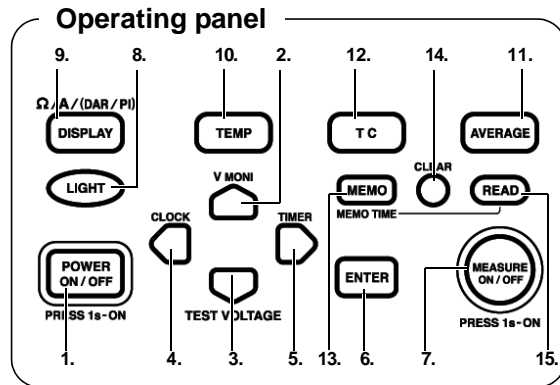 Operating panel
9. 8. 10. 2. 12. 14. 11.
Ω/A/(DAR/PI)
DISPLAY TEMP T C AVERAGE
CLEAR
LIGHT V MONI MEMO READ
MEMO TIME
CLOCK TIMER
POWER ON/OFF
ENTER
MEASURE ON/OFF
PRESS 1s-ON TEST VOLTAGE PRESS 1s-ON
1. 4. 3. 5. 13. 6. 7. 15.